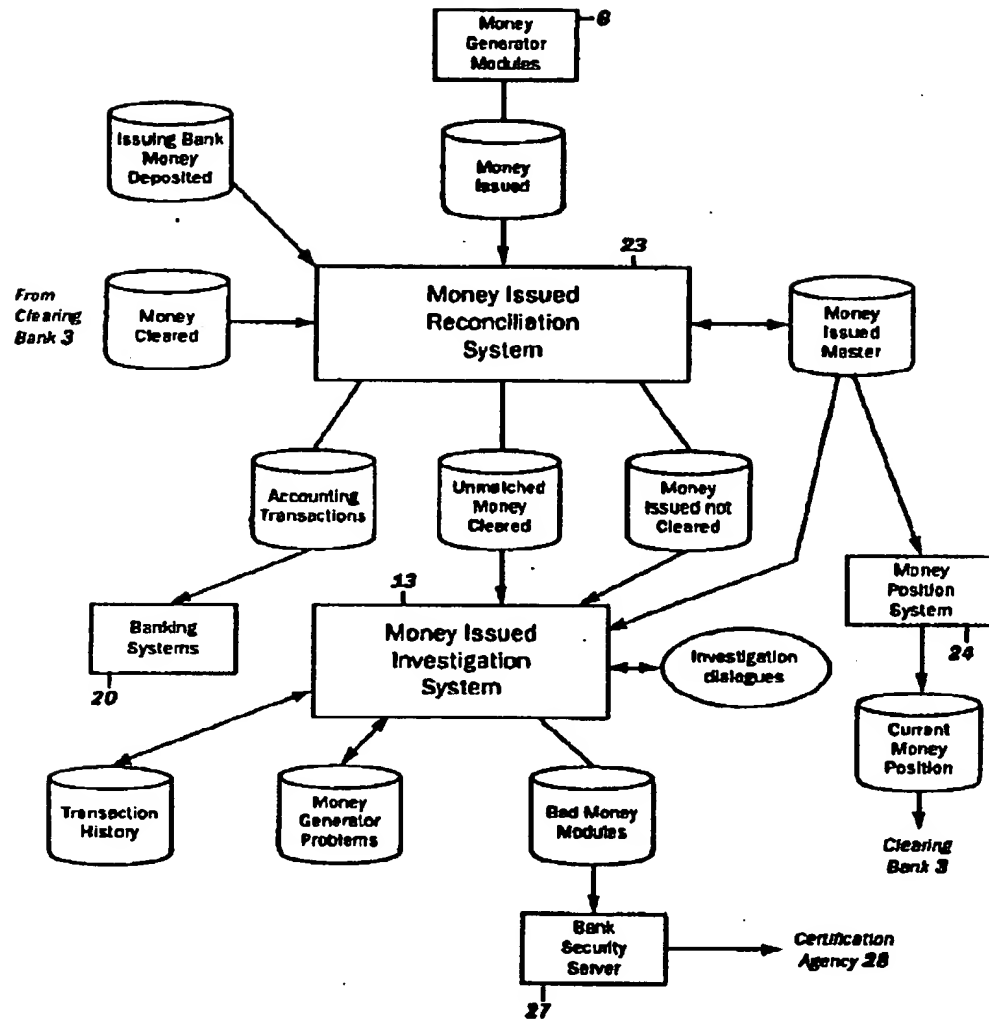 Money
Generator
Modules
6
Issuing Bank
Money
Deposited
Money
Issued
23
From
Clearing
Bank 3
Money
Cleared
Money Issued
Reconciliation
System
Money
Issued
Master
Accounting
Transactions
Unmatched
Money
Cleared
Money
Issued not
Cleared
13
Banking
Systems
20
Money Issued
Investigation
System
Investigation
dialogues
Money
Position
System
24
Current
Money
Position
Transaction
History
Money
Generator
Problems
Bad Money
Modules
Clearing
Bank 3
Bank
Security
Server
27
Certification
Agency 28